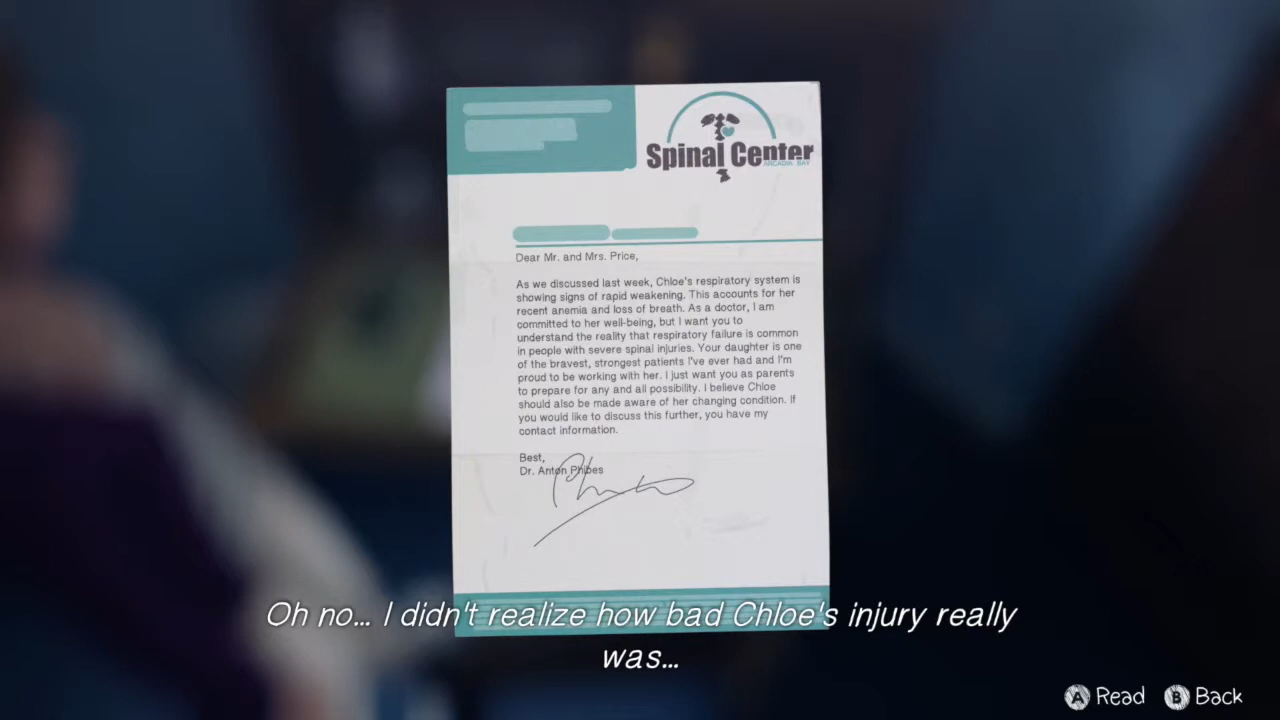 Spinal Center
ARCADIA BAY
Dear Mr. and Mrs. Price,
As we discussed last week, Chloe's respiratory system is
showing signs of rapid weakening. This accounts for her
recent anemia and loss of breath. As a doctor, I am
committed to her well-being, but I want you to
understand the reality that respiratory failure is common
in people with severe spinal injuries. Your daughter is one
of the bravest, strongest patients I've ever had and I'm
proud to be working with her. I just want you as parents
to prepare for any and all possibility. I believe Chloe
should also be made aware of her changing condition. If
you would like to discuss this further, you have my
contact information.
Best,
Dr. Anton Phibes
Oh no... I didn't realize how bad Chloe's injury really
was...
A Read B Back